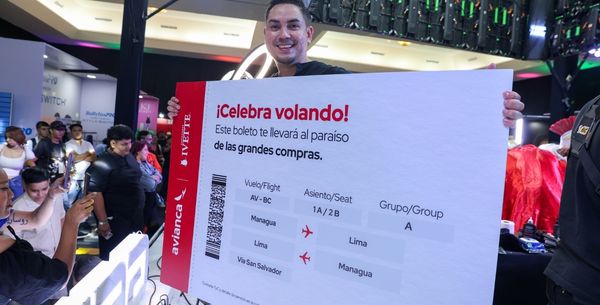 ¡Celebra volando!
Este boleto te llevará al paraíso
de las grandes compras.
avianca
IVETTE
Vuelo/Flight
Asiento/Seat
Grupo/Group
AV - BC
1A / 2B
A
Managua
Lima
Lima
Managua
Vía San Salvador
SWITCH